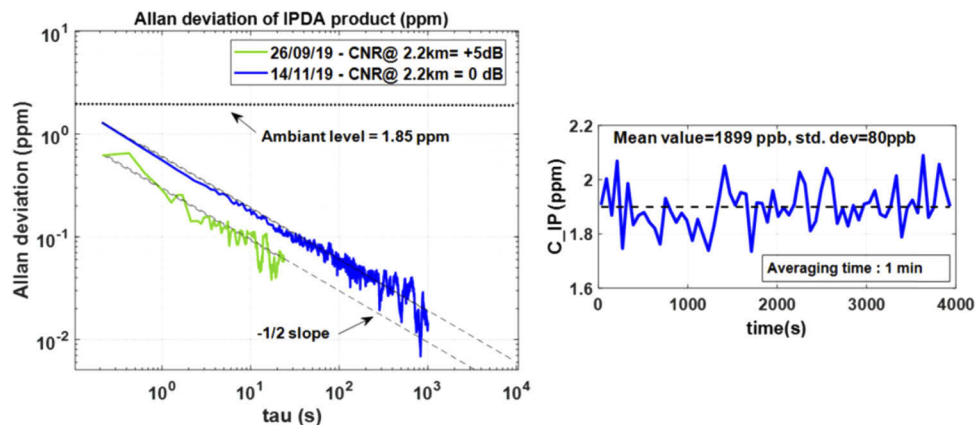 Allan deviation of IPDA product (ppm)
26/09/19 - CNR@ 2.2km= +5dB
14/11/19 - CNR@ 2.2km = 0 dB
Ambiant level = 1.85 ppm
-1/2 slope
Allan deviation (ppm)
10^1
10^0
10^-1
10^-2
10^0 10^1 10^2 10^3 10^4
tau (s)
Mean value=1899 ppb, std. dev=80ppb
Averaging time : 1 min
C_IP (ppm)
2.2
2
1.8
1.6
0 1000 2000 3000 4000
time(s)